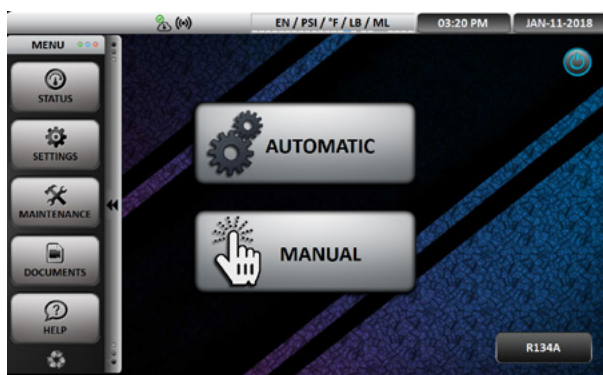 EN / PSI / °F / LB / ML
03:20 PM
JAN-11-2018
MENU
STATUS
SETTINGS
MAINTENANCE
DOCUMENTS
HELP
AUTOMATIC
MANUAL
R134A